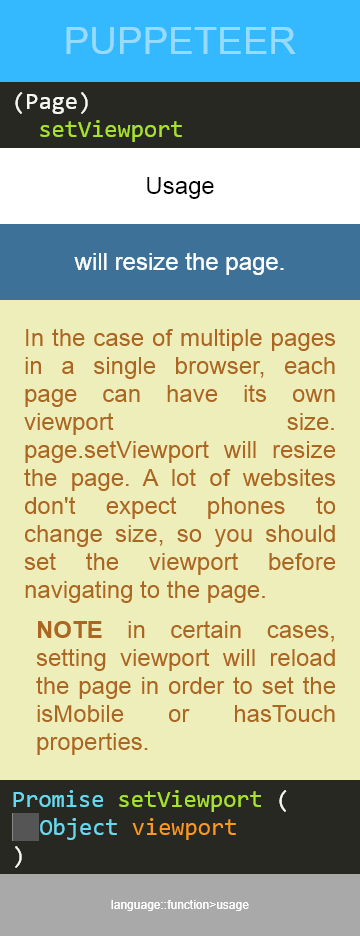 PUPPETEER
(Page)
setViewport
Usage
will resize the page.
In the case of multiple pages
in a single browser, each
page can have its own
viewport size.
page.setViewport will resize
the page. A lot of websites
don't expect phones to
change size, so you should
set the viewport before
navigating to the page.
NOTE in certain cases,
setting viewport will reload
the page in order to set the
isMobile or hasTouch
properties.
Promise setViewport (
Object viewport
)
language::function>usage